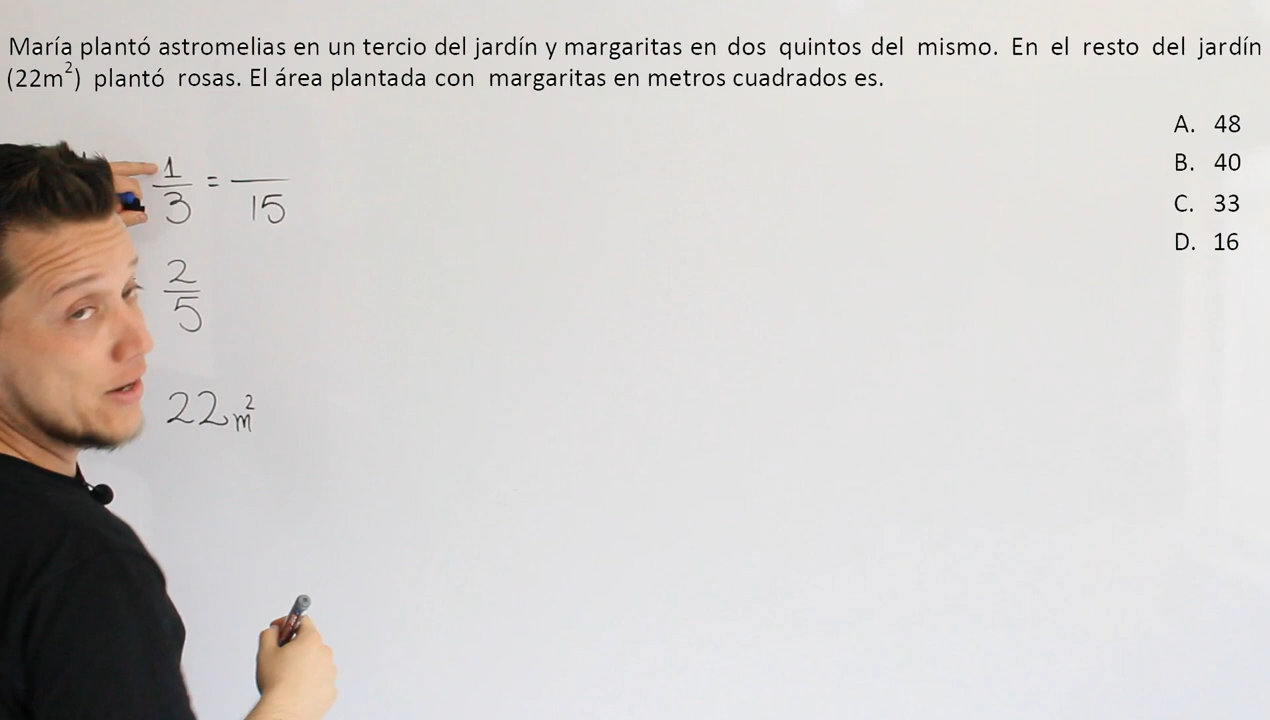 María plantó astromelias en un tercio del jardín y margaritas en dos quintos del mismo. En el resto del jardín
(22m²) plantó rosas. El área plantada con margaritas en metros cuadrados es.
A. 48
B. 40
C. 33
D. 16
1/3 = /15
2/5
22m²